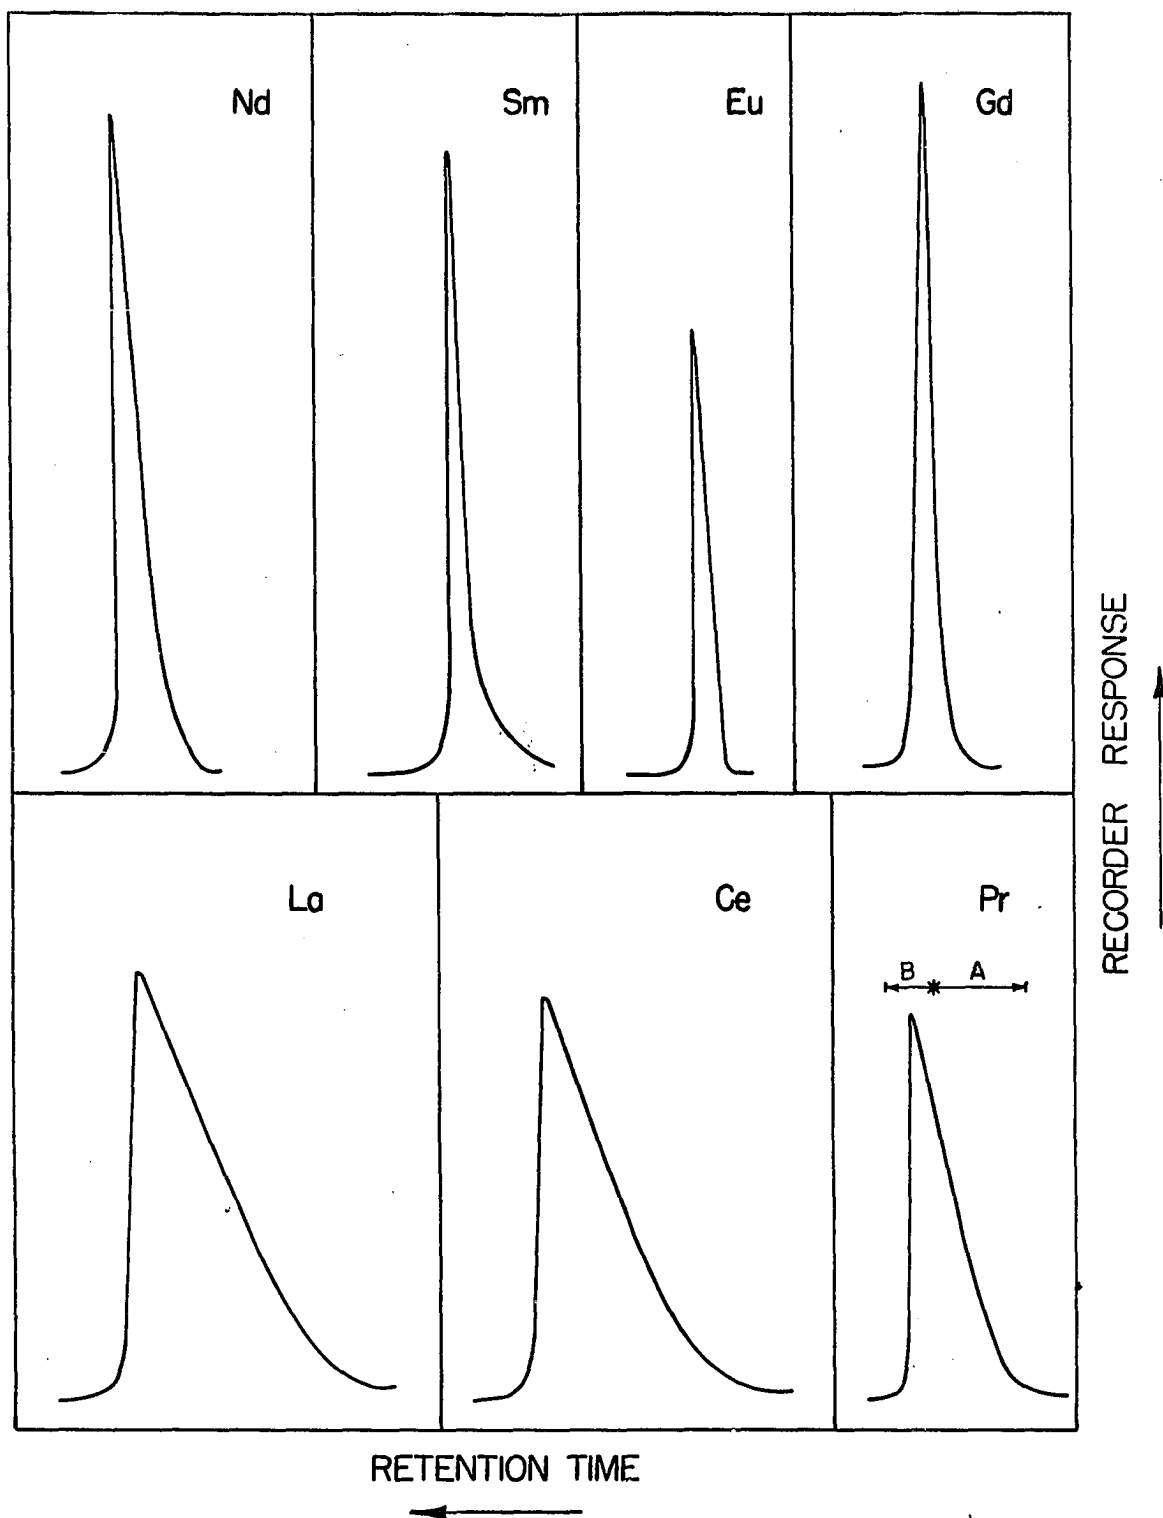 Nd Sm Eu Gd
La Ce Pr
B A
RECORDER RESPONSE
RETENTION TIME